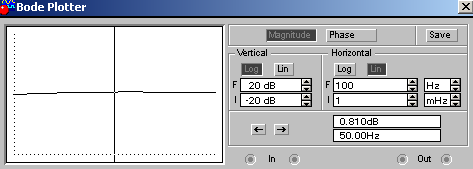 Bode Plotter
Magnitude Phase Save
Vertical Horizontal
Log Lin Log Lin
F 20 dB F 100 Hz
I -20 dB I 1 mHz
0.810dB
50.00Hz
In Out